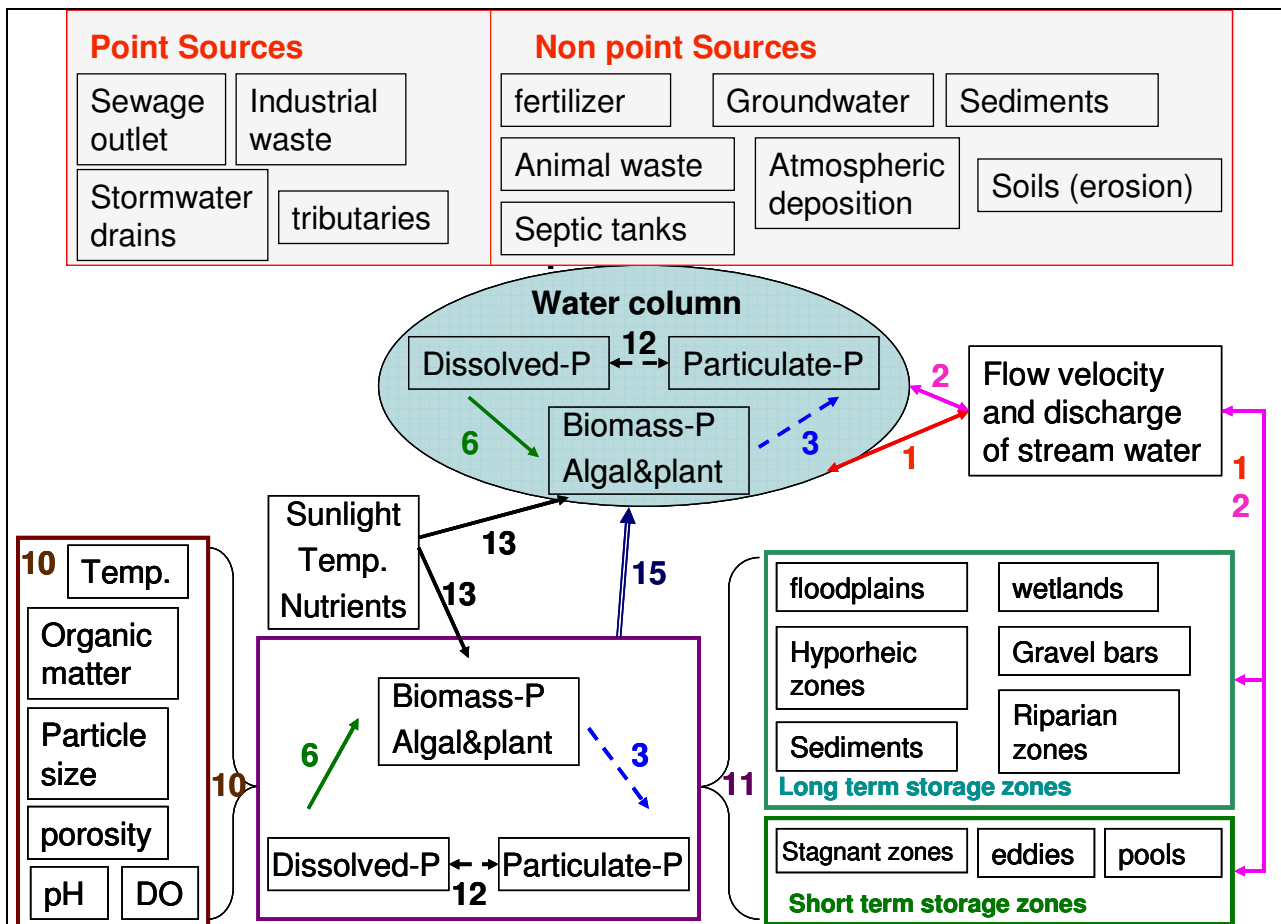 Point Sources
Non point Sources
Sewage
outlet
Industrial
waste
Stormwater
drains
tributaries
fertilizer
Groundwater
Sediments
Animal waste
Atmospheric
deposition
Soils (erosion)
Septic tanks
Water column
12
Dissolved-P
Particulate-P
6
Biomass-P
Algal&plant
3
2
1
Flow velocity
and discharge
of stream water
1
2
Sunlight
Temp.
Nutrients
13
13
15
10
Temp.
Organic
matter
Particle
size
porosity
pH
DO
10
Biomass-P
Algal&plant
6
3
Dissolved-P
Particulate-P
12
11
floodplains
wetlands
Hyporheic
zones
Gravel bars
Sediments
Riparian
zones
Long term storage zones
Stagnant zones
eddies
pools
Short term storage zones